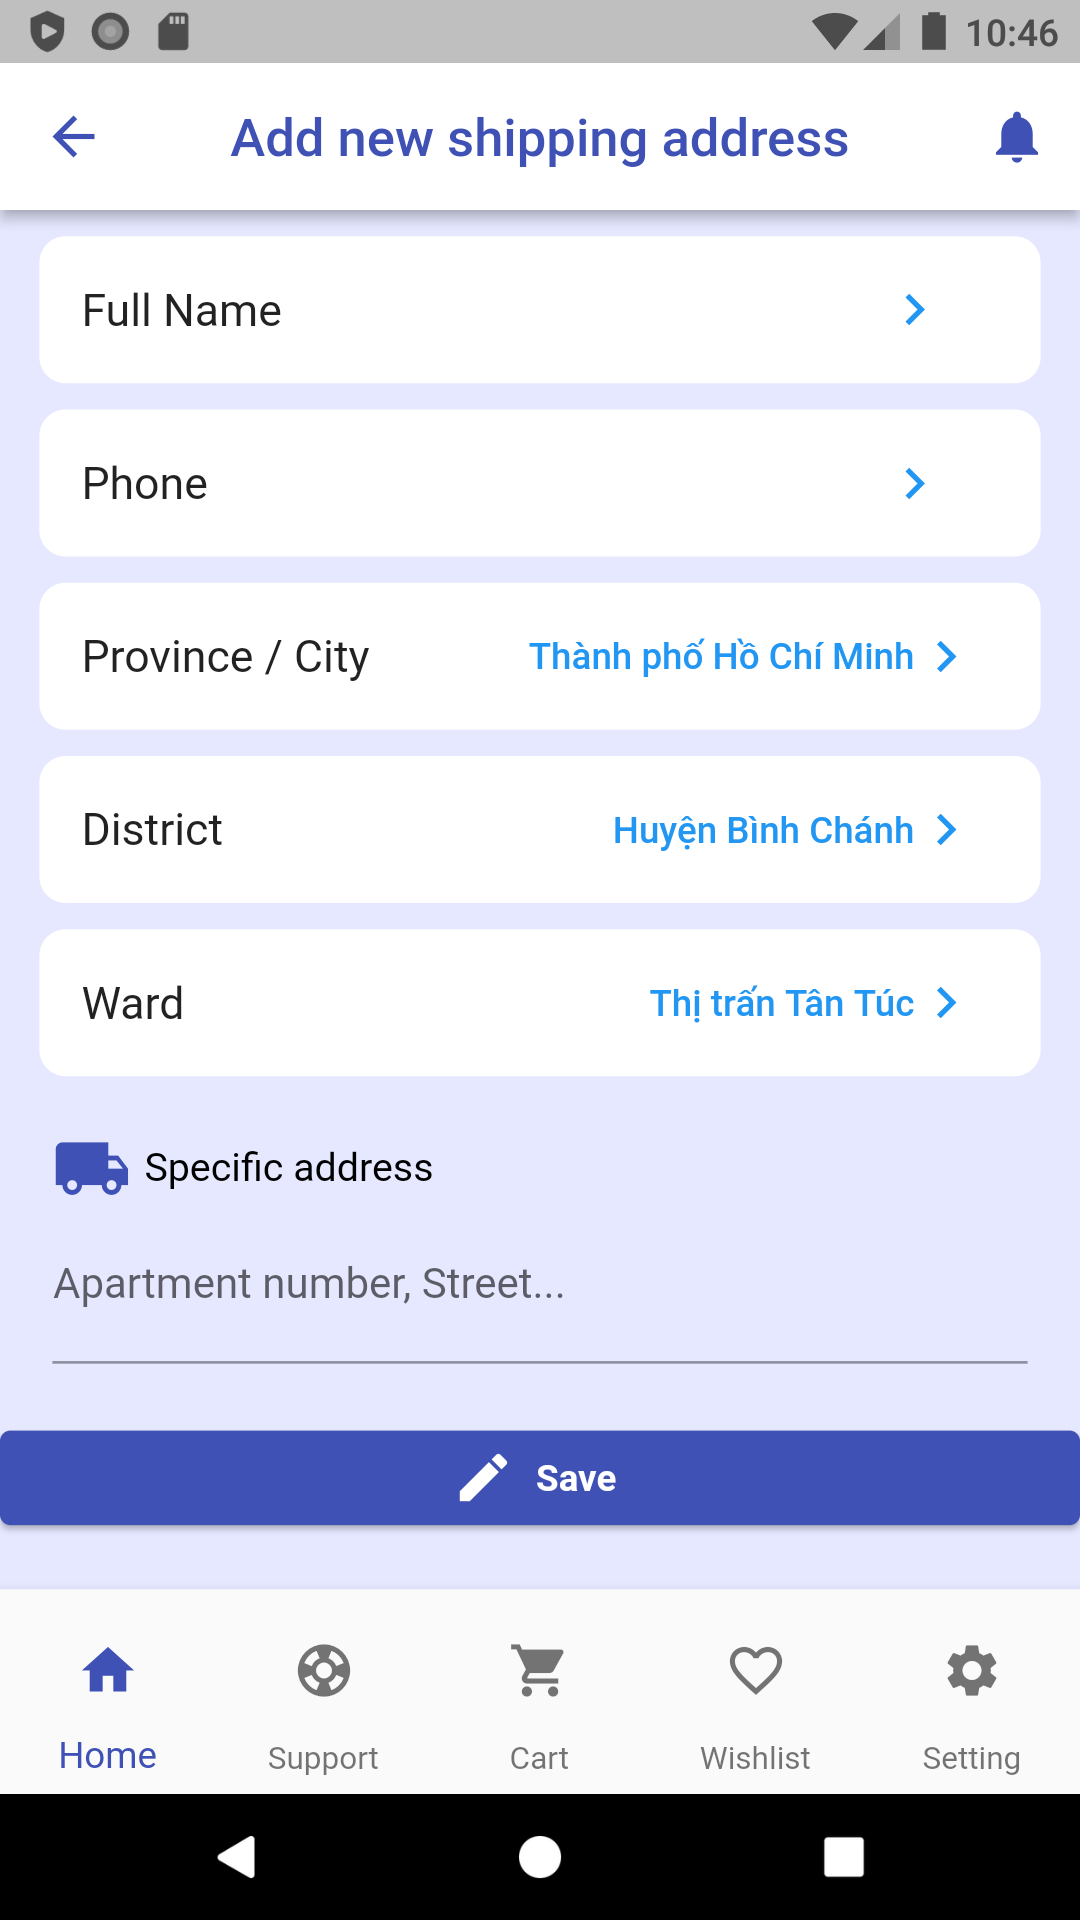 10:46
Add new shipping address
Full Name
Phone
Province / City Thành phố Hồ Chí Minh
District Huyện Bình Chánh
Ward Thị trấn Tân Túc
Specific address
Apartment number, Street...
Save
Home Support Cart Wishlist Setting